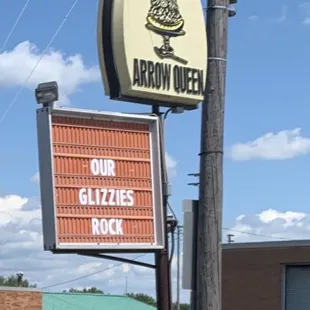 ARROW QUEEN
OUR
GLIZZIES
ROCK